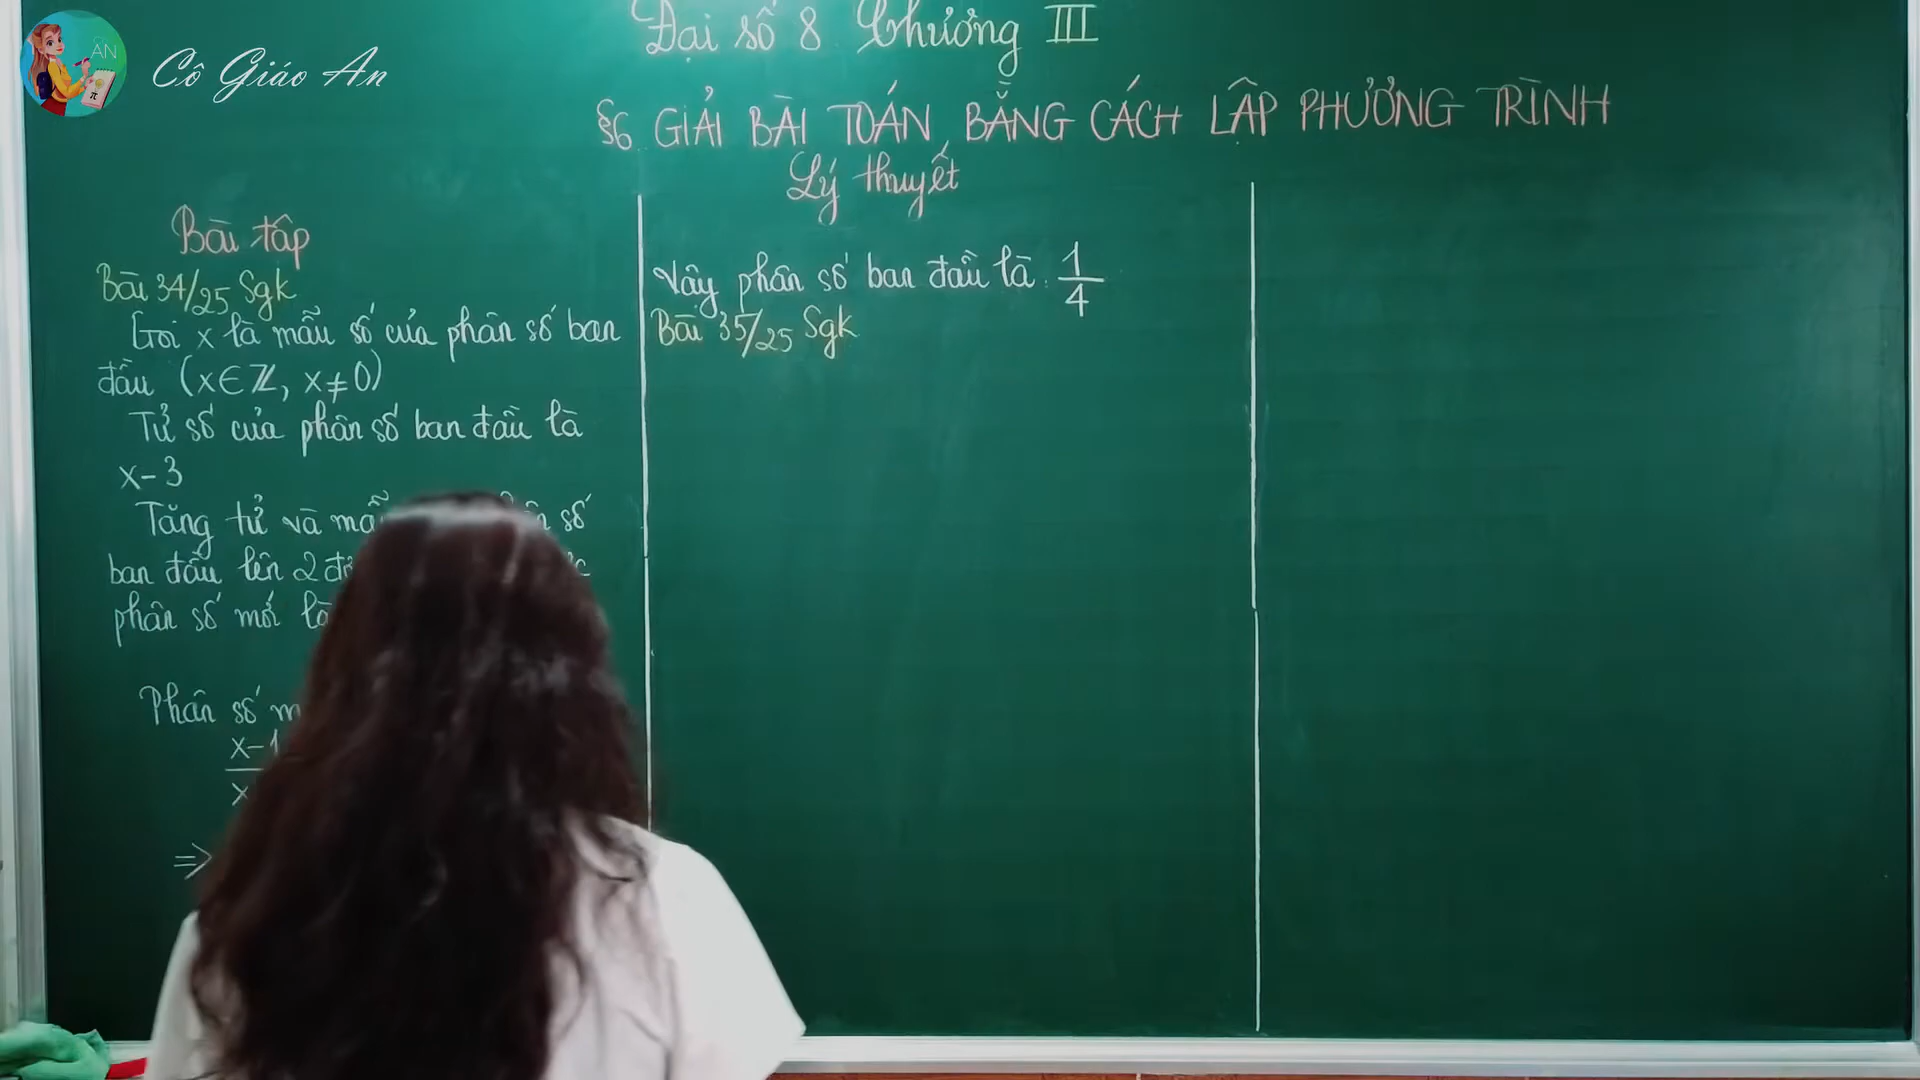 Cô Giáo An
ÂN
π
Đại số 8 Chương III
§6 GIẢI BÀI TOÁN BẰNG CÁCH LẬP PHƯƠNG TRÌNH
Lý thuyết
Bài tập
Bài 34/25 Sgk
Gọi x là mẫu số của phân số ban
đầu (x∈Z, x≠0)
Tử số của phân số ban đầu là
x-3
Tăng tử và số
ban đầu lên 2
phân số mới
Phân số
x-1
x
=>
Vậy phân số ban đầu là: 1/4
Bài 35/25 Sgk